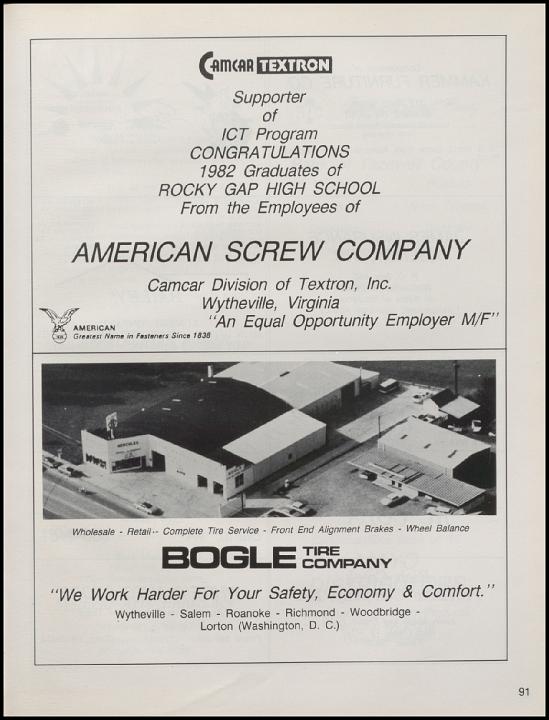 CAMCAR TEXTRON
Supporter
of
ICT Program
CONGRATULATIONS
1982 Graduates of
ROCKY GAP HIGH SCHOOL
From the Employees of
AMERICAN SCREW COMPANY
Camcar Division of Textron, Inc.
Wytheville, Virginia
"An Equal Opportunity Employer M/F"
AMERICAN
Greatest Name in Fasteners Since 1838
HERCULES
Wholesale - Retail -- Complete Tire Service - Front End Alignment Brakes - Wheel Balance
BOGLE TIRE COMPANY
"We Work Harder For Your Safety, Economy & Comfort."
Wytheville - Salem - Roanoke - Richmond - Woodbridge -
Lorton (Washington, D. C.)
91